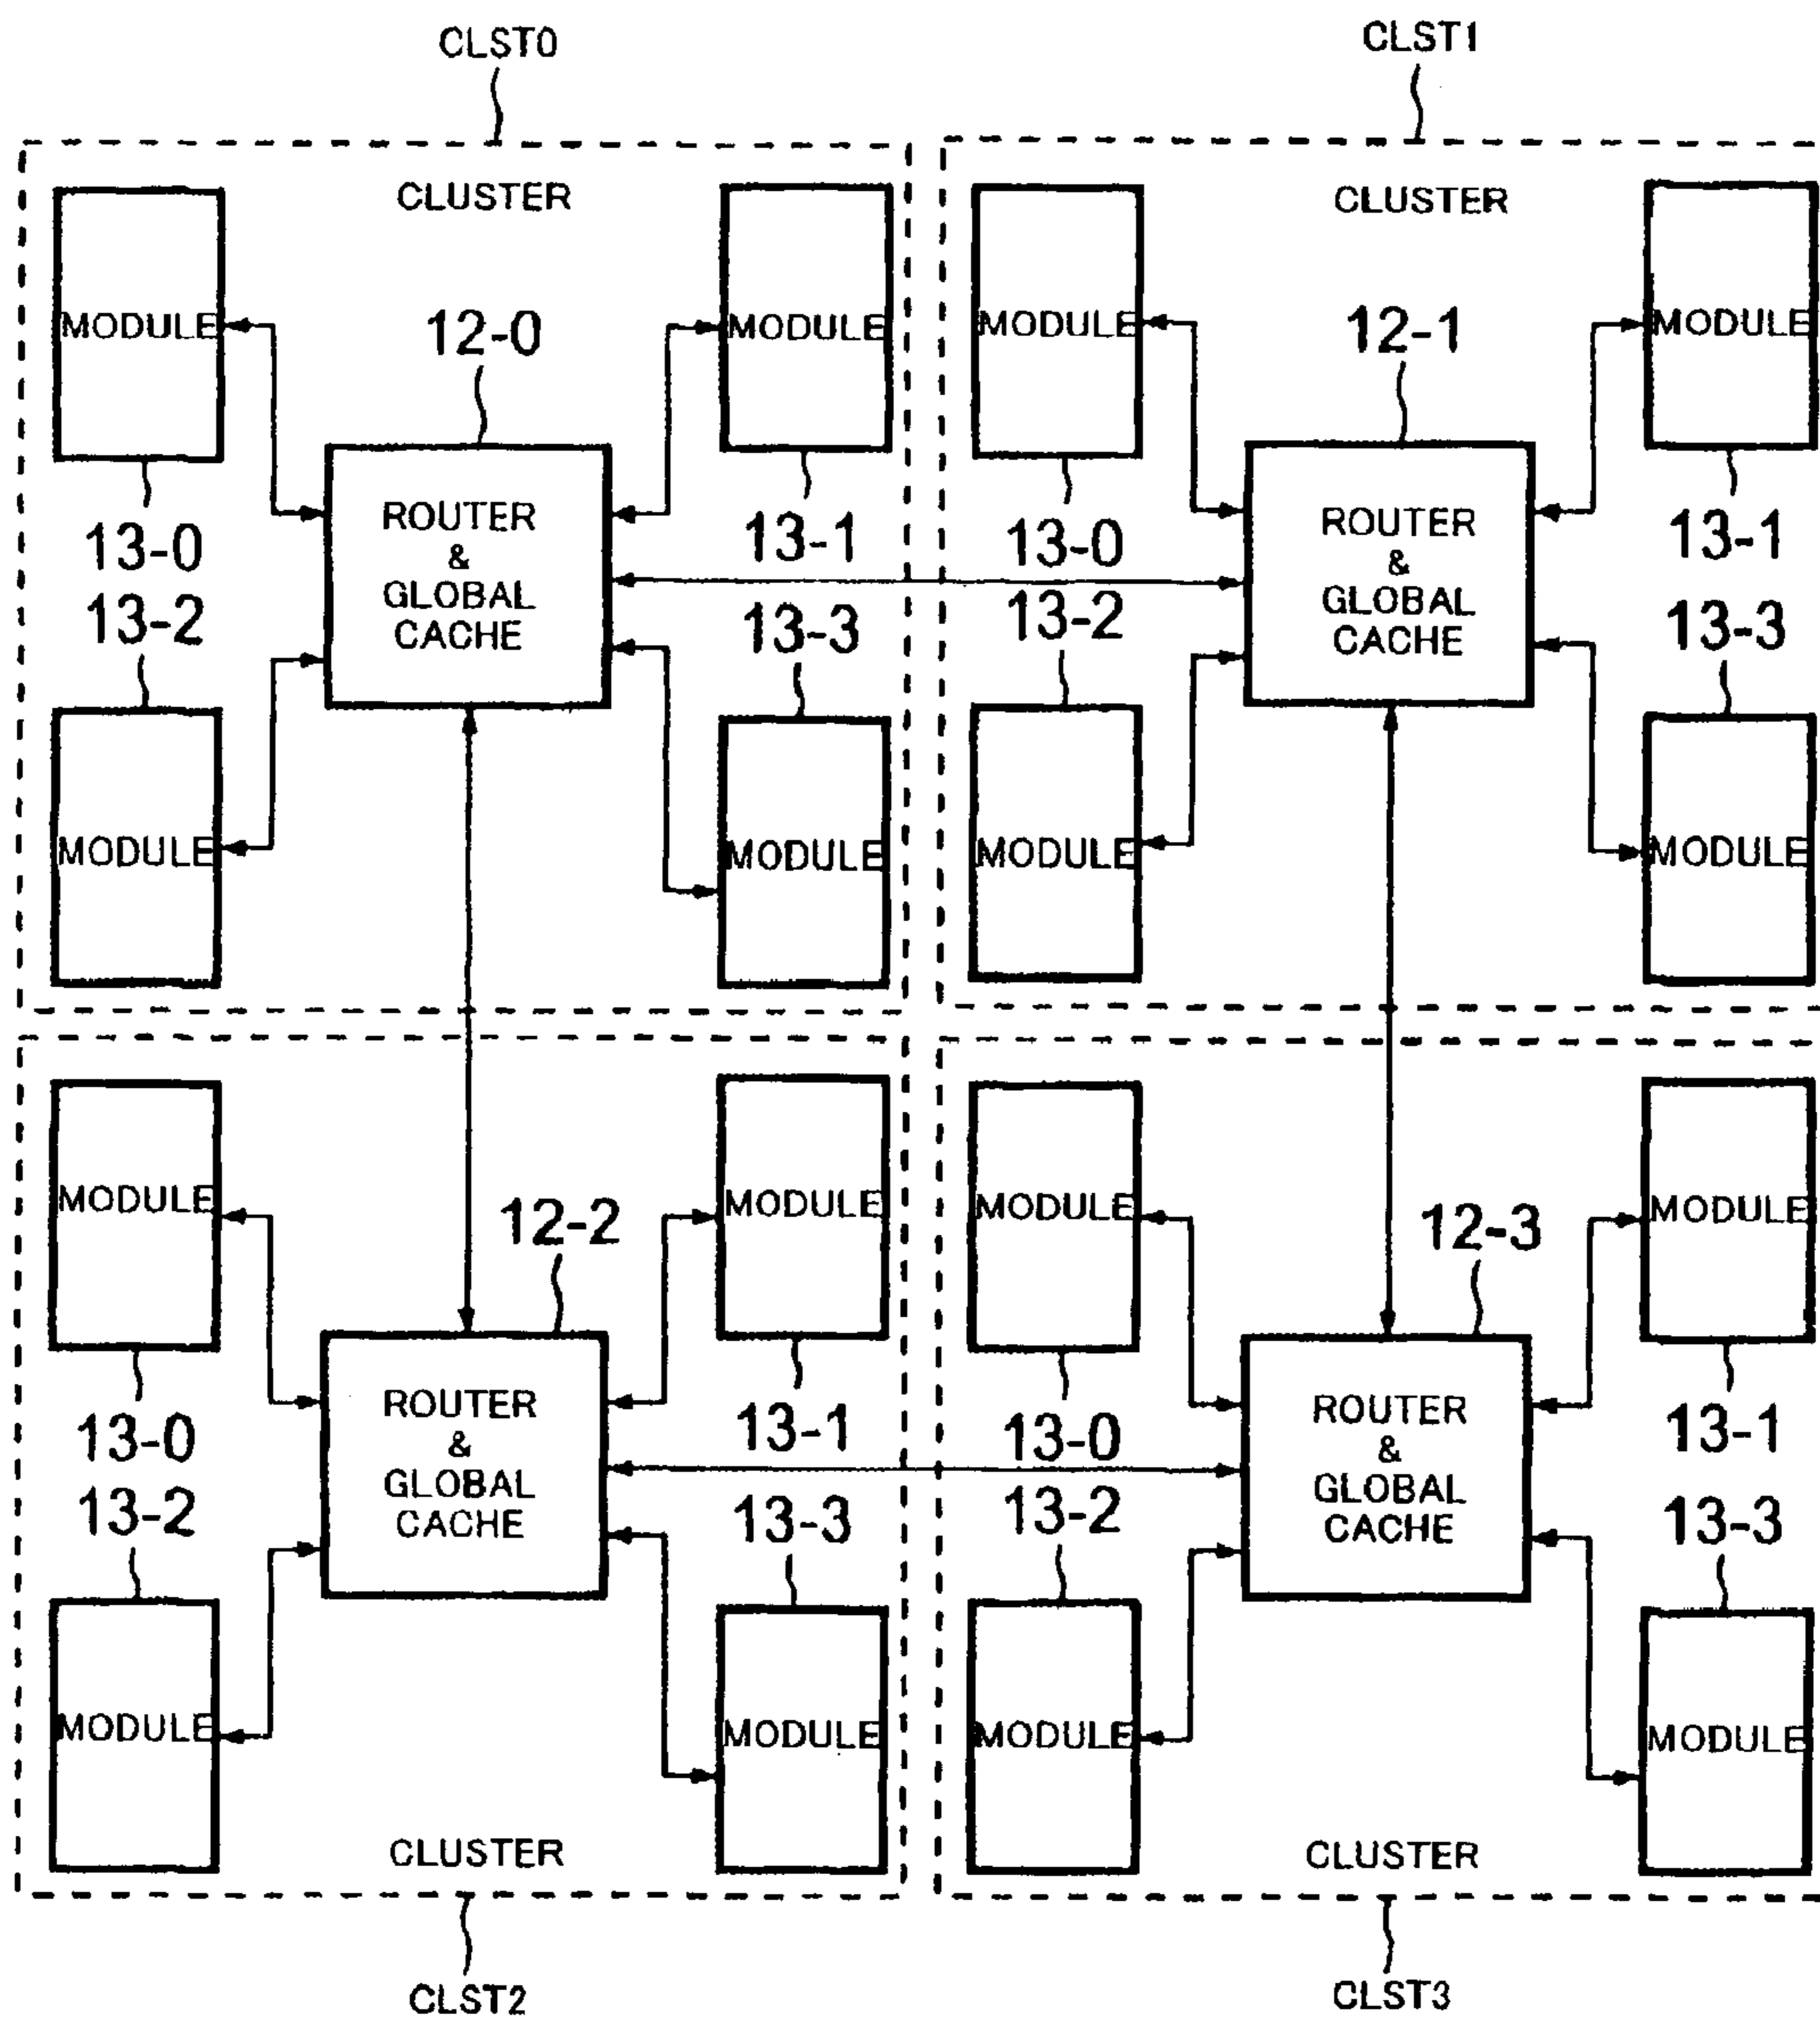 CLST0
CLST1
CLUSTER
CLUSTER
MODULE
MODULE
MODULE
MODULE
12-0
12-1
ROUTER
&
GLOBAL
CACHE
ROUTER
&
GLOBAL
CACHE
13-0
13-1
13-0
13-1
13-2
13-3
13-2
13-3
MODULE
MODULE
MODULE
MODULE
MODULE
MODULE
MODULE
MODULE
12-2
12-3
ROUTER
&
GLOBAL
CACHE
ROUTER
&
GLOBAL
CACHE
13-0
13-1
13-0
13-1
13-2
13-3
13-2
13-3
MODULE
MODULE
MODULE
MODULE
CLUSTER
CLUSTER
CLST2
CLST3